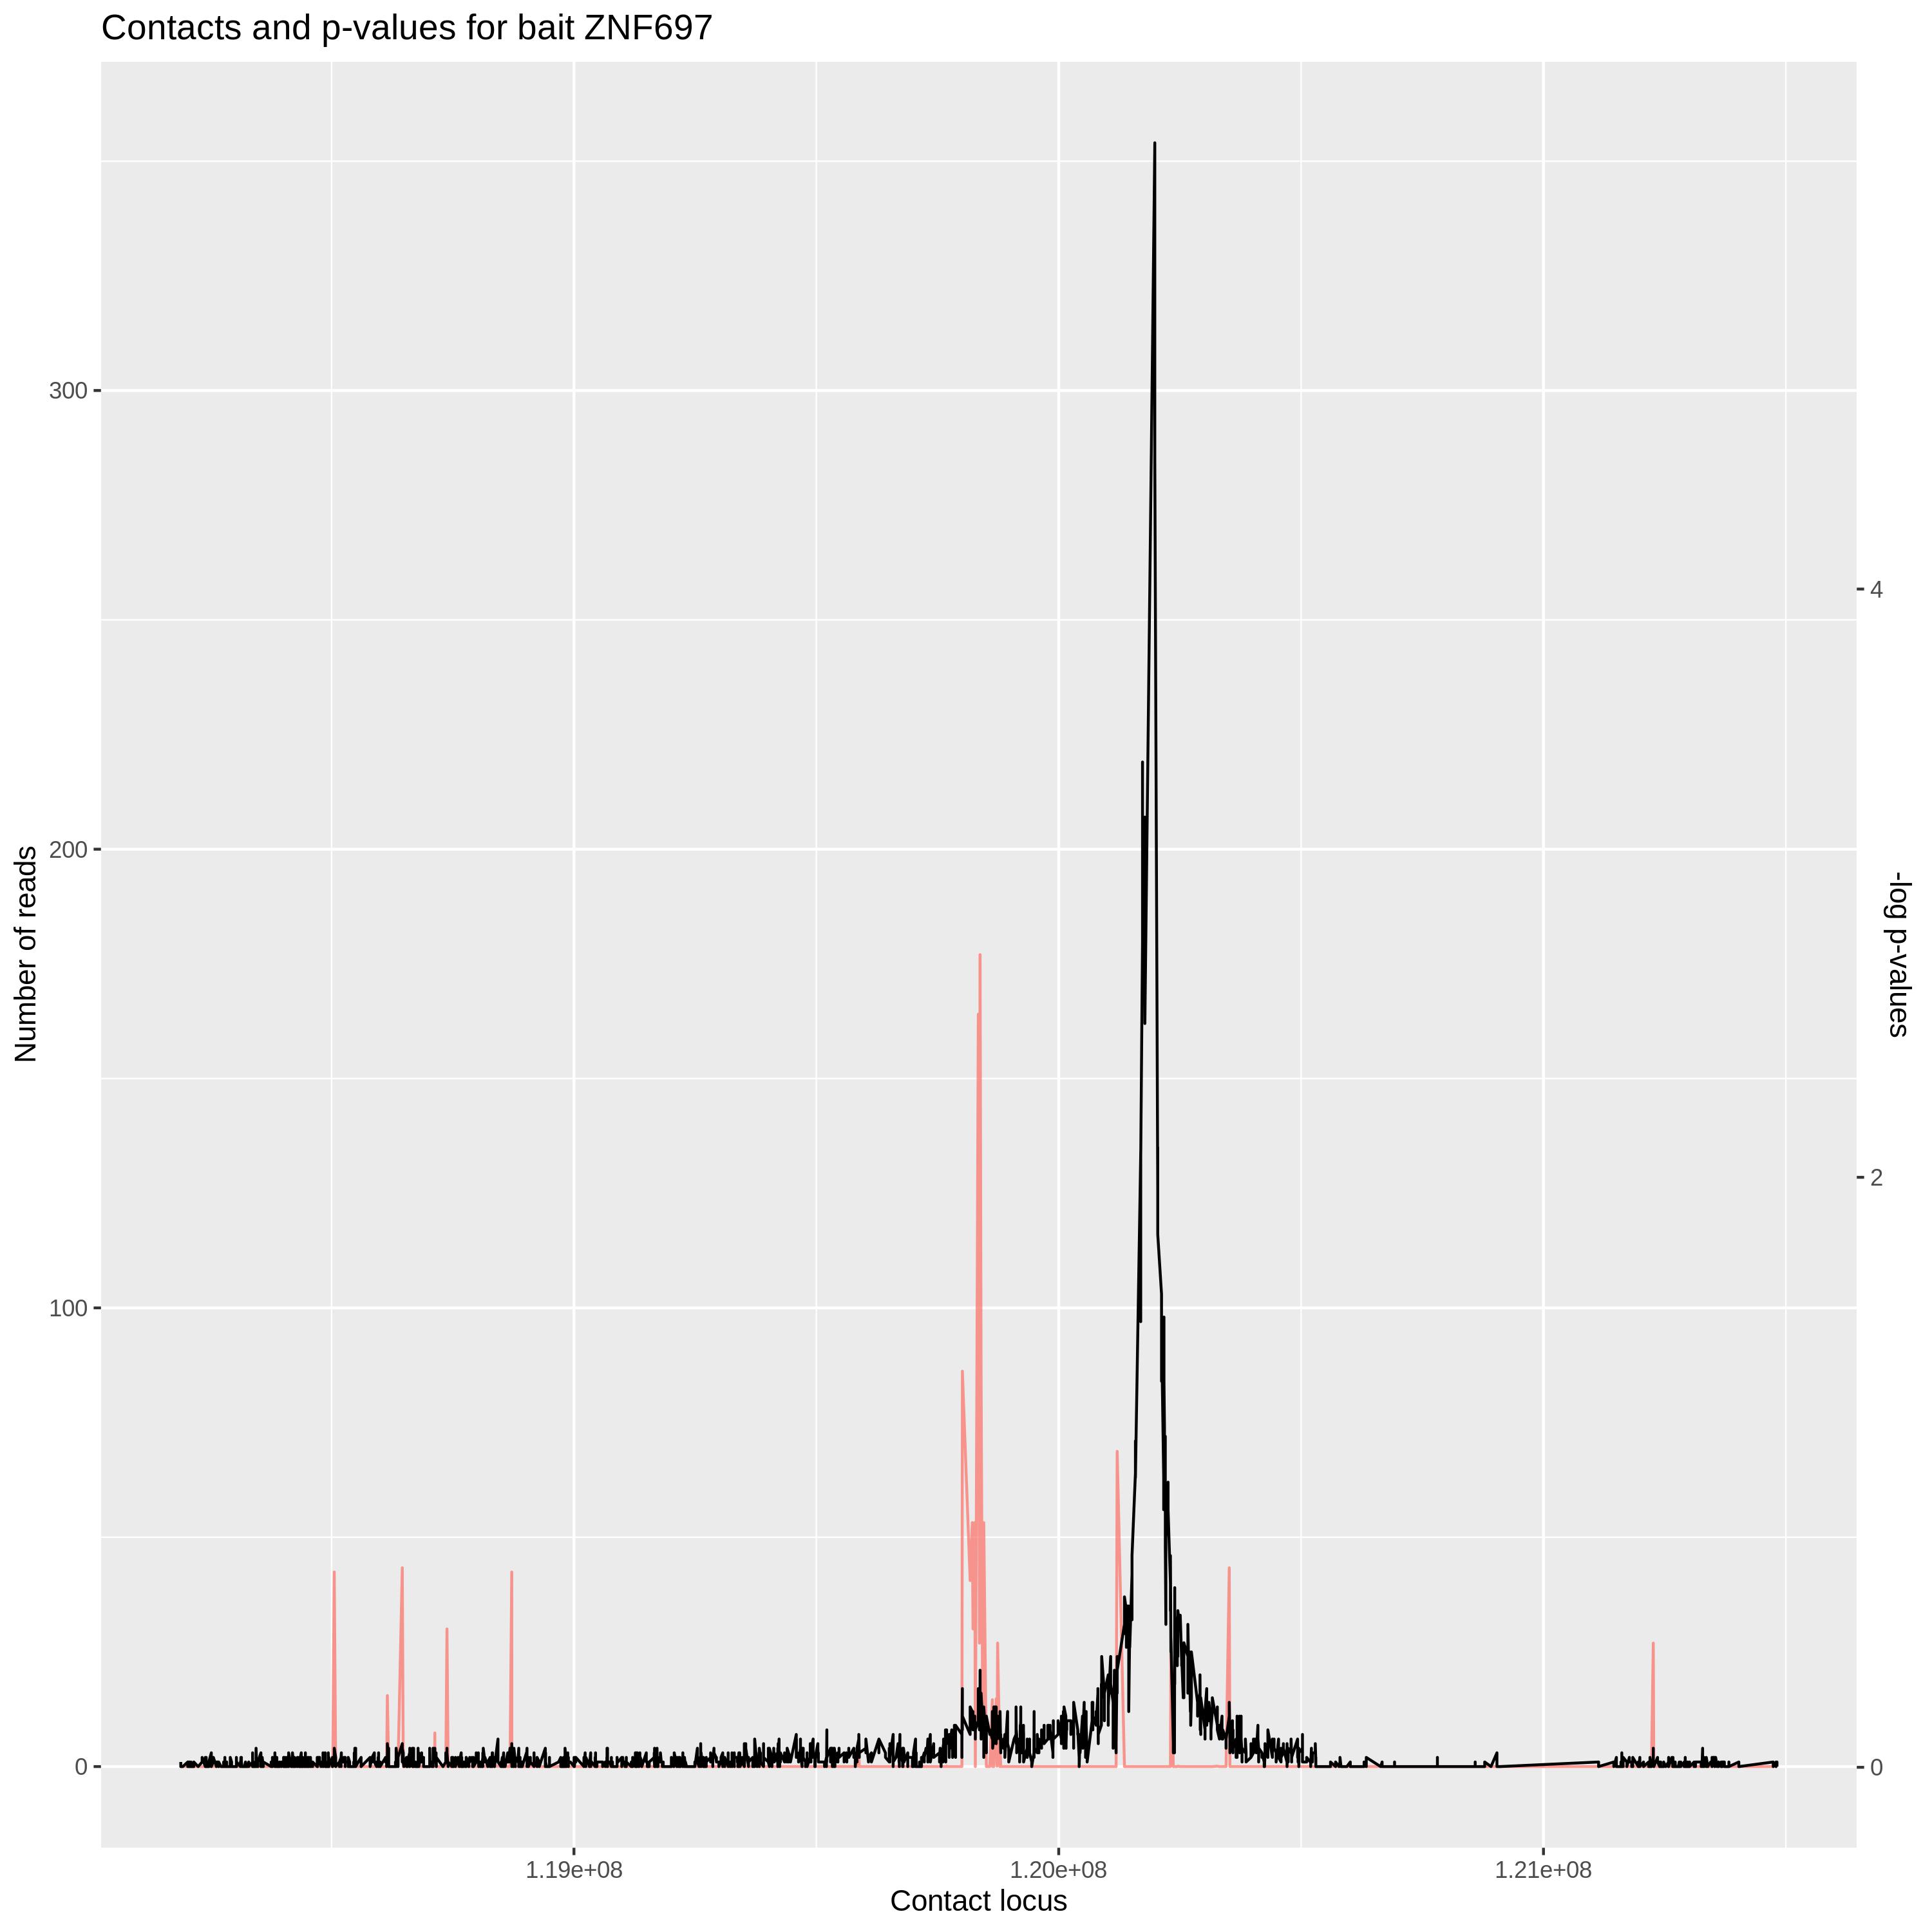 Contacts and p-values for bait ZNF697
300
200
100
0
Number of reads
4
2
0
-log p-values
1.19e+08
1.20e+08
1.21e+08
Contact locus